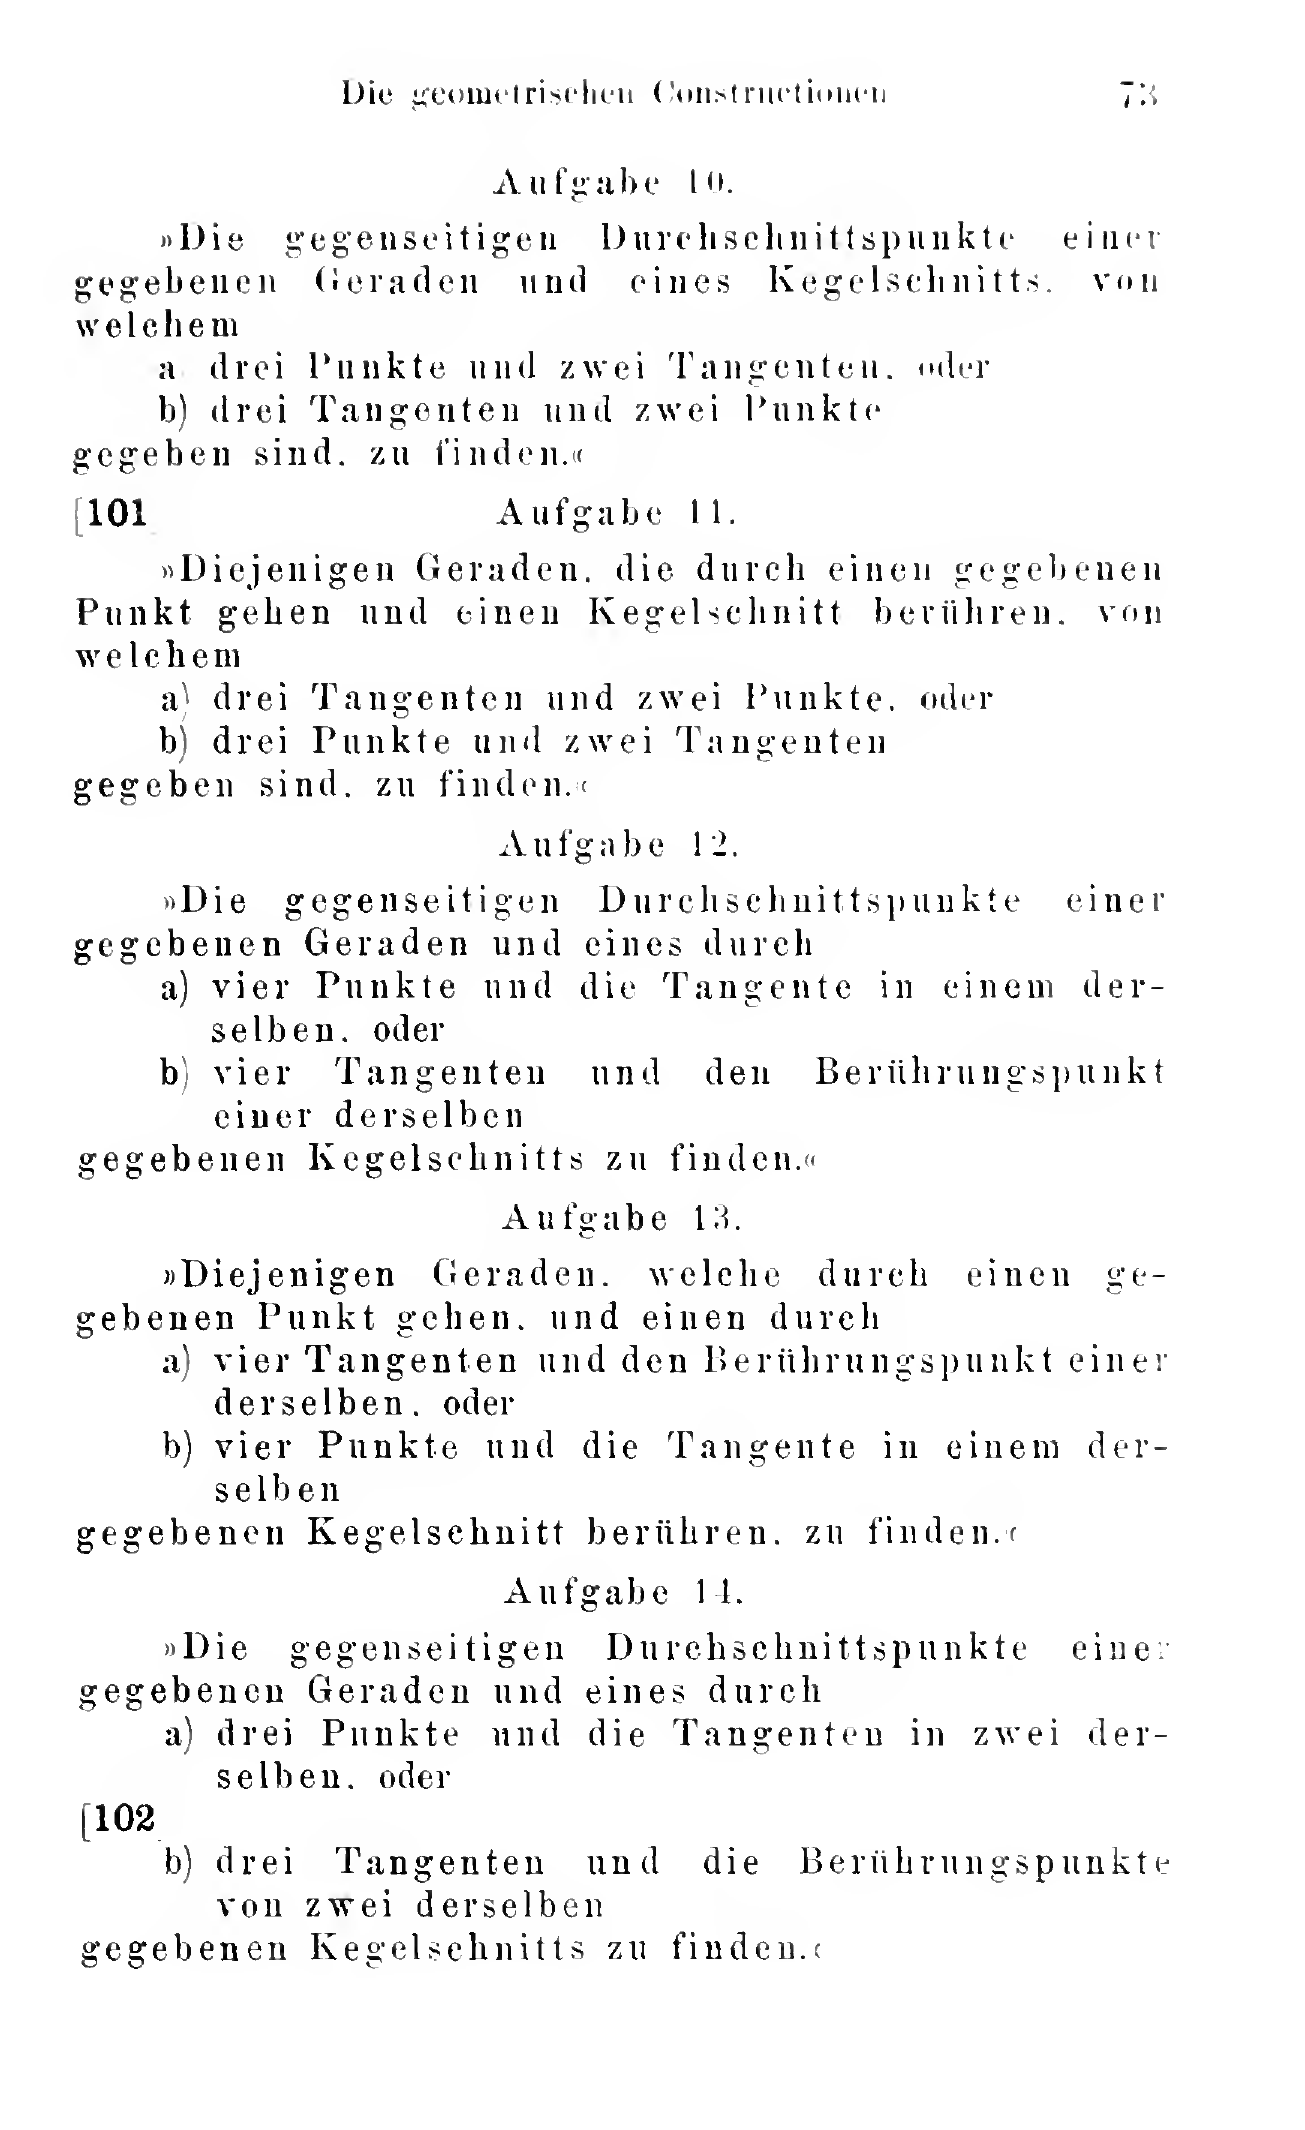 Die geometrischen Constructionen 73
Aufgabe 10.
»Die gegenseitigen Durchschnittspunkte einer
gegebenen Geraden und eines Kegelschnitts, von
welchem
a) drei Punkte und zwei Tangenten, oder
b) drei Tangenten und zwei Punkte
gegeben sind, zu finden.«
[101] Aufgabe 11.
»Diejenigen Geraden, die durch einen gegebenen
Punkt gehen und einen Kegelschnitt berühren, von
welchem
a) drei Tangenten und zwei Punkte, oder
b) drei Punkte und zwei Tangenten
gegeben sind, zu finden.«
Aufgabe 12.
»Die gegenseitigen Durchschnittspunkte einer
gegebenen Geraden und eines durch
a) vier Punkte und die Tangente in einem der-
selben, oder
b) vier Tangenten und den Berührungspunkt
einer derselben
gegebenen Kegelschnitts zu finden.«
Aufgabe 13.
»Diejenigen Geraden, welche durch einen ge-
gebenen Punkt gehen, und einen durch
a) vier Tangenten und den Berührungspunkt einer
derselben, oder
b) vier Punkte und die Tangente in einem der-
selben
gegebenen Kegelschnitt berühren, zu finden.«
Aufgabe 14.
»Die gegenseitigen Durchschnittspunkte einer
gegebenen Geraden und eines durch
a) drei Punkte und die Tangenten in zwei der-
selben, oder
[102]
b) drei Tangenten und die Berührungspunkte
von zwei derselben
gegebenen Kegelschnitts zu finden.«